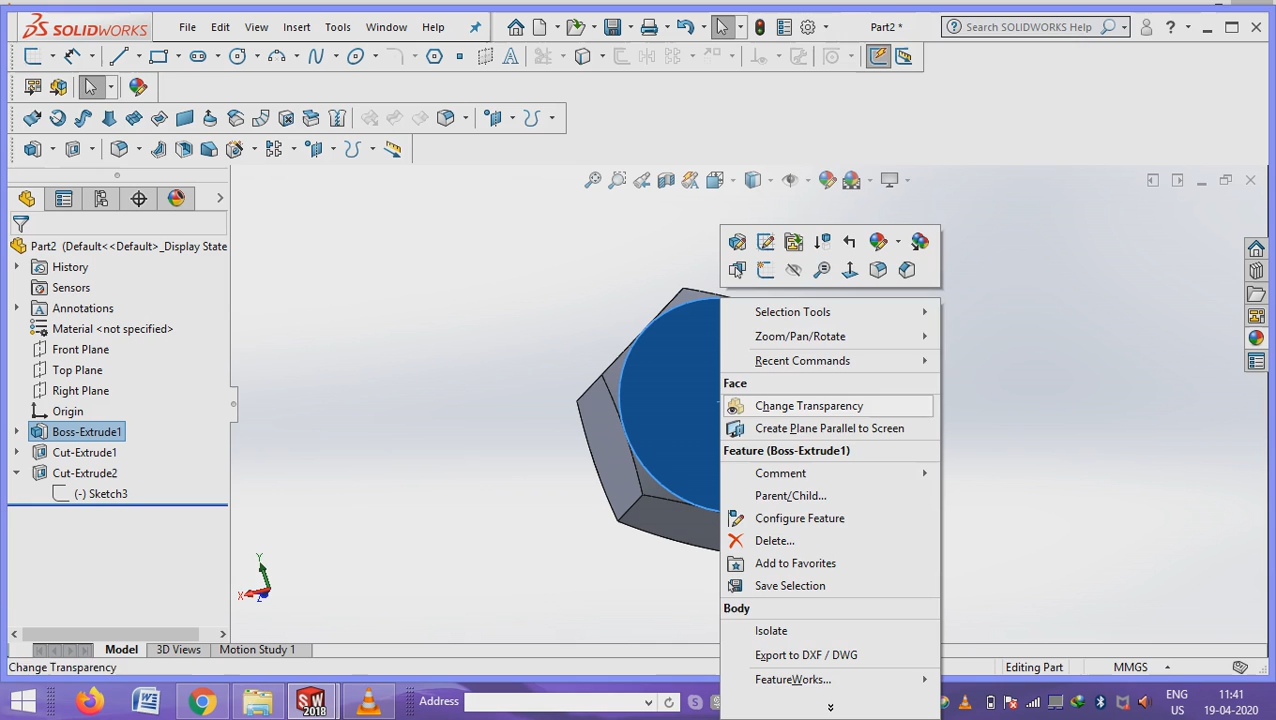 SOLIDWORKS File Edit View Insert Tools Window Help Part2 * Search SOLIDWORKS Help
Part2 (Default<<Default>_Display State
History
Sensors
Annotations
Material <not specified>
Front Plane
Top Plane
Right Plane
Origin
Boss-Extrude1
Cut-Extrude1
Cut-Extrude2
(-) Sketch3
Selection Tools
Zoom/Pan/Rotate
Recent Commands
Face
Change Transparency
Create Plane Parallel to Screen
Feature (Boss-Extrude1)
Comment
Parent/Child...
Configure Feature
Delete...
Add to Favorites
Save Selection
Body
Isolate
Export to DXF / DWG
FeatureWorks...
Y
X
Z
Model 3D Views Motion Study 1
Change Transparency Editing Part MMGS
SW 2018 Address ENG 11:41
US 19-04-2020